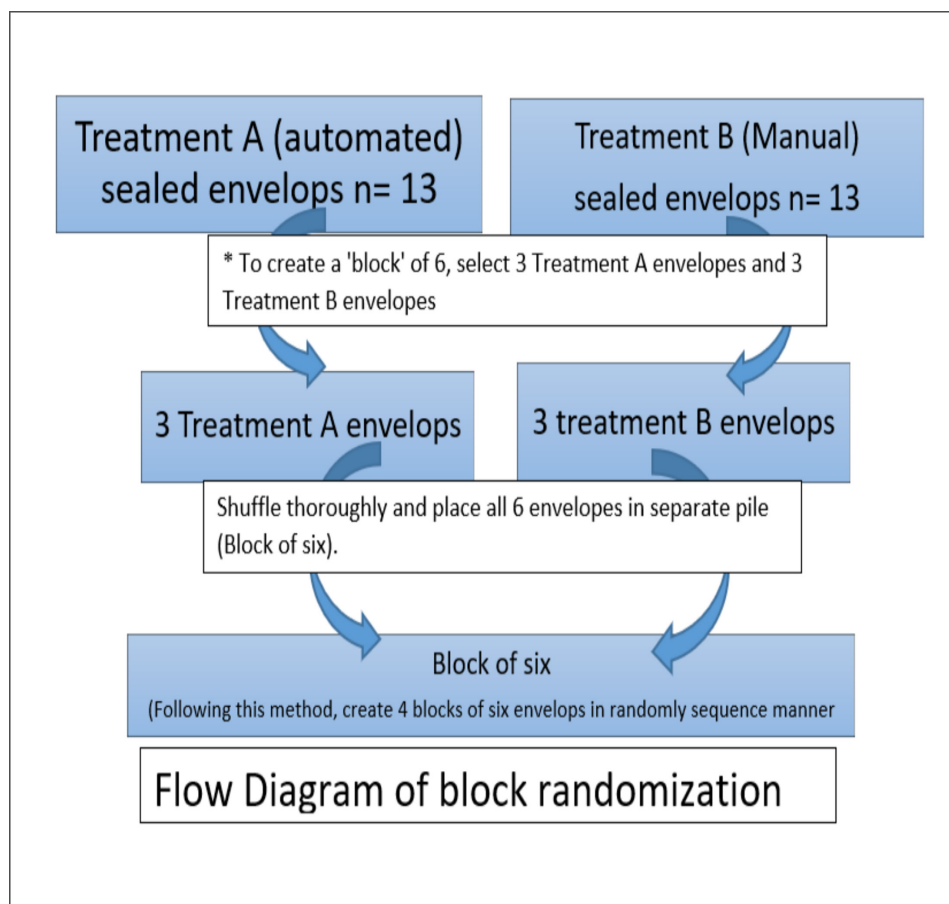 Treatment A (automated)
sealed envelops n= 13
Treatment B (Manual)
sealed envelops n= 13
* To create a 'block' of 6, select 3 Treatment A envelopes and 3
Treatment B envelopes
3 Treatment A envelops
3 treatment B envelops
Shuffle thoroughly and place all 6 envelopes in separate pile
(Block of six).
Block of six
(Following this method, create 4 blocks of six envelops in randomly sequence manner
Flow Diagram of block randomization